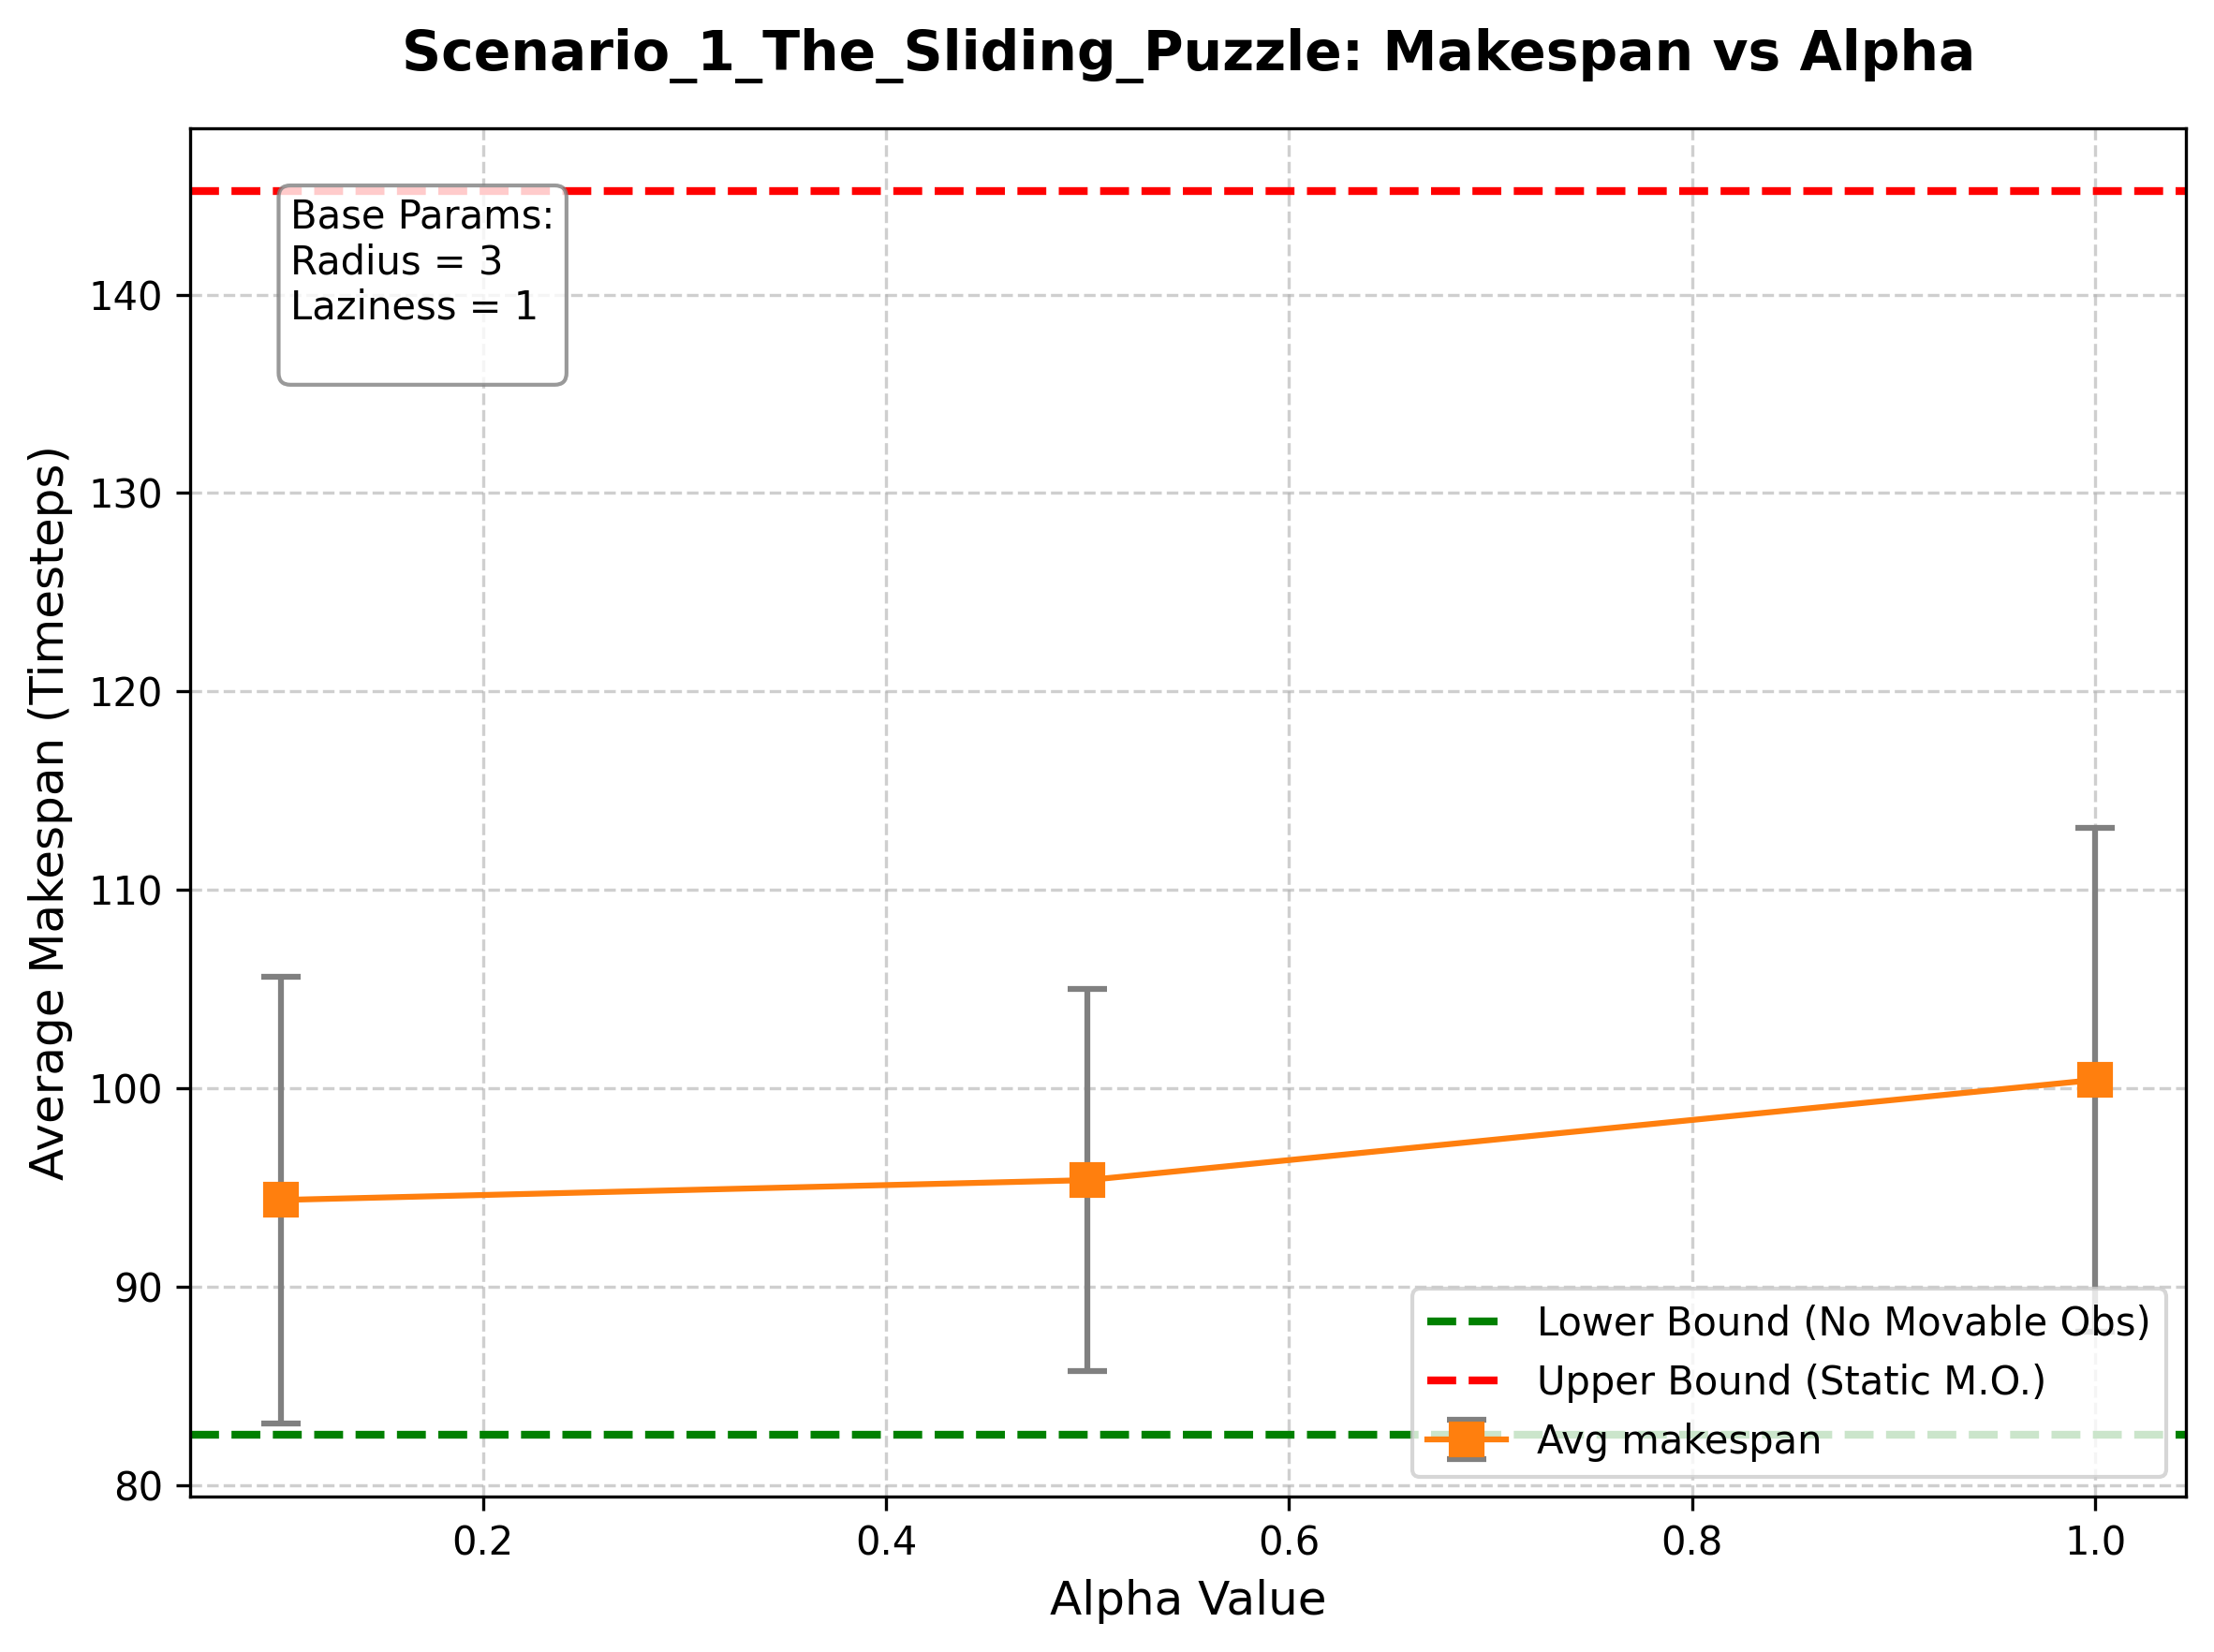 Scenario_1_The_Sliding_Puzzle: Makespan vs Alpha
Base Params:
Radius = 3
Laziness = 1
Average Makespan (Timesteps)
140
130
120
110
100
90
80
Lower Bound (No Movable Obs)
Upper Bound (Static M.O.)
Avg makespan
0.2
0.4
0.6
0.8
1.0
Alpha Value